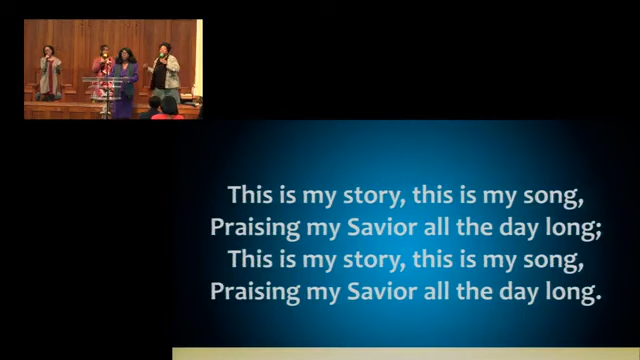 This is my story, this is my song,
Praising my Savior all the day long;
This is my story, this is my song,
Praising my Savior all the day long.